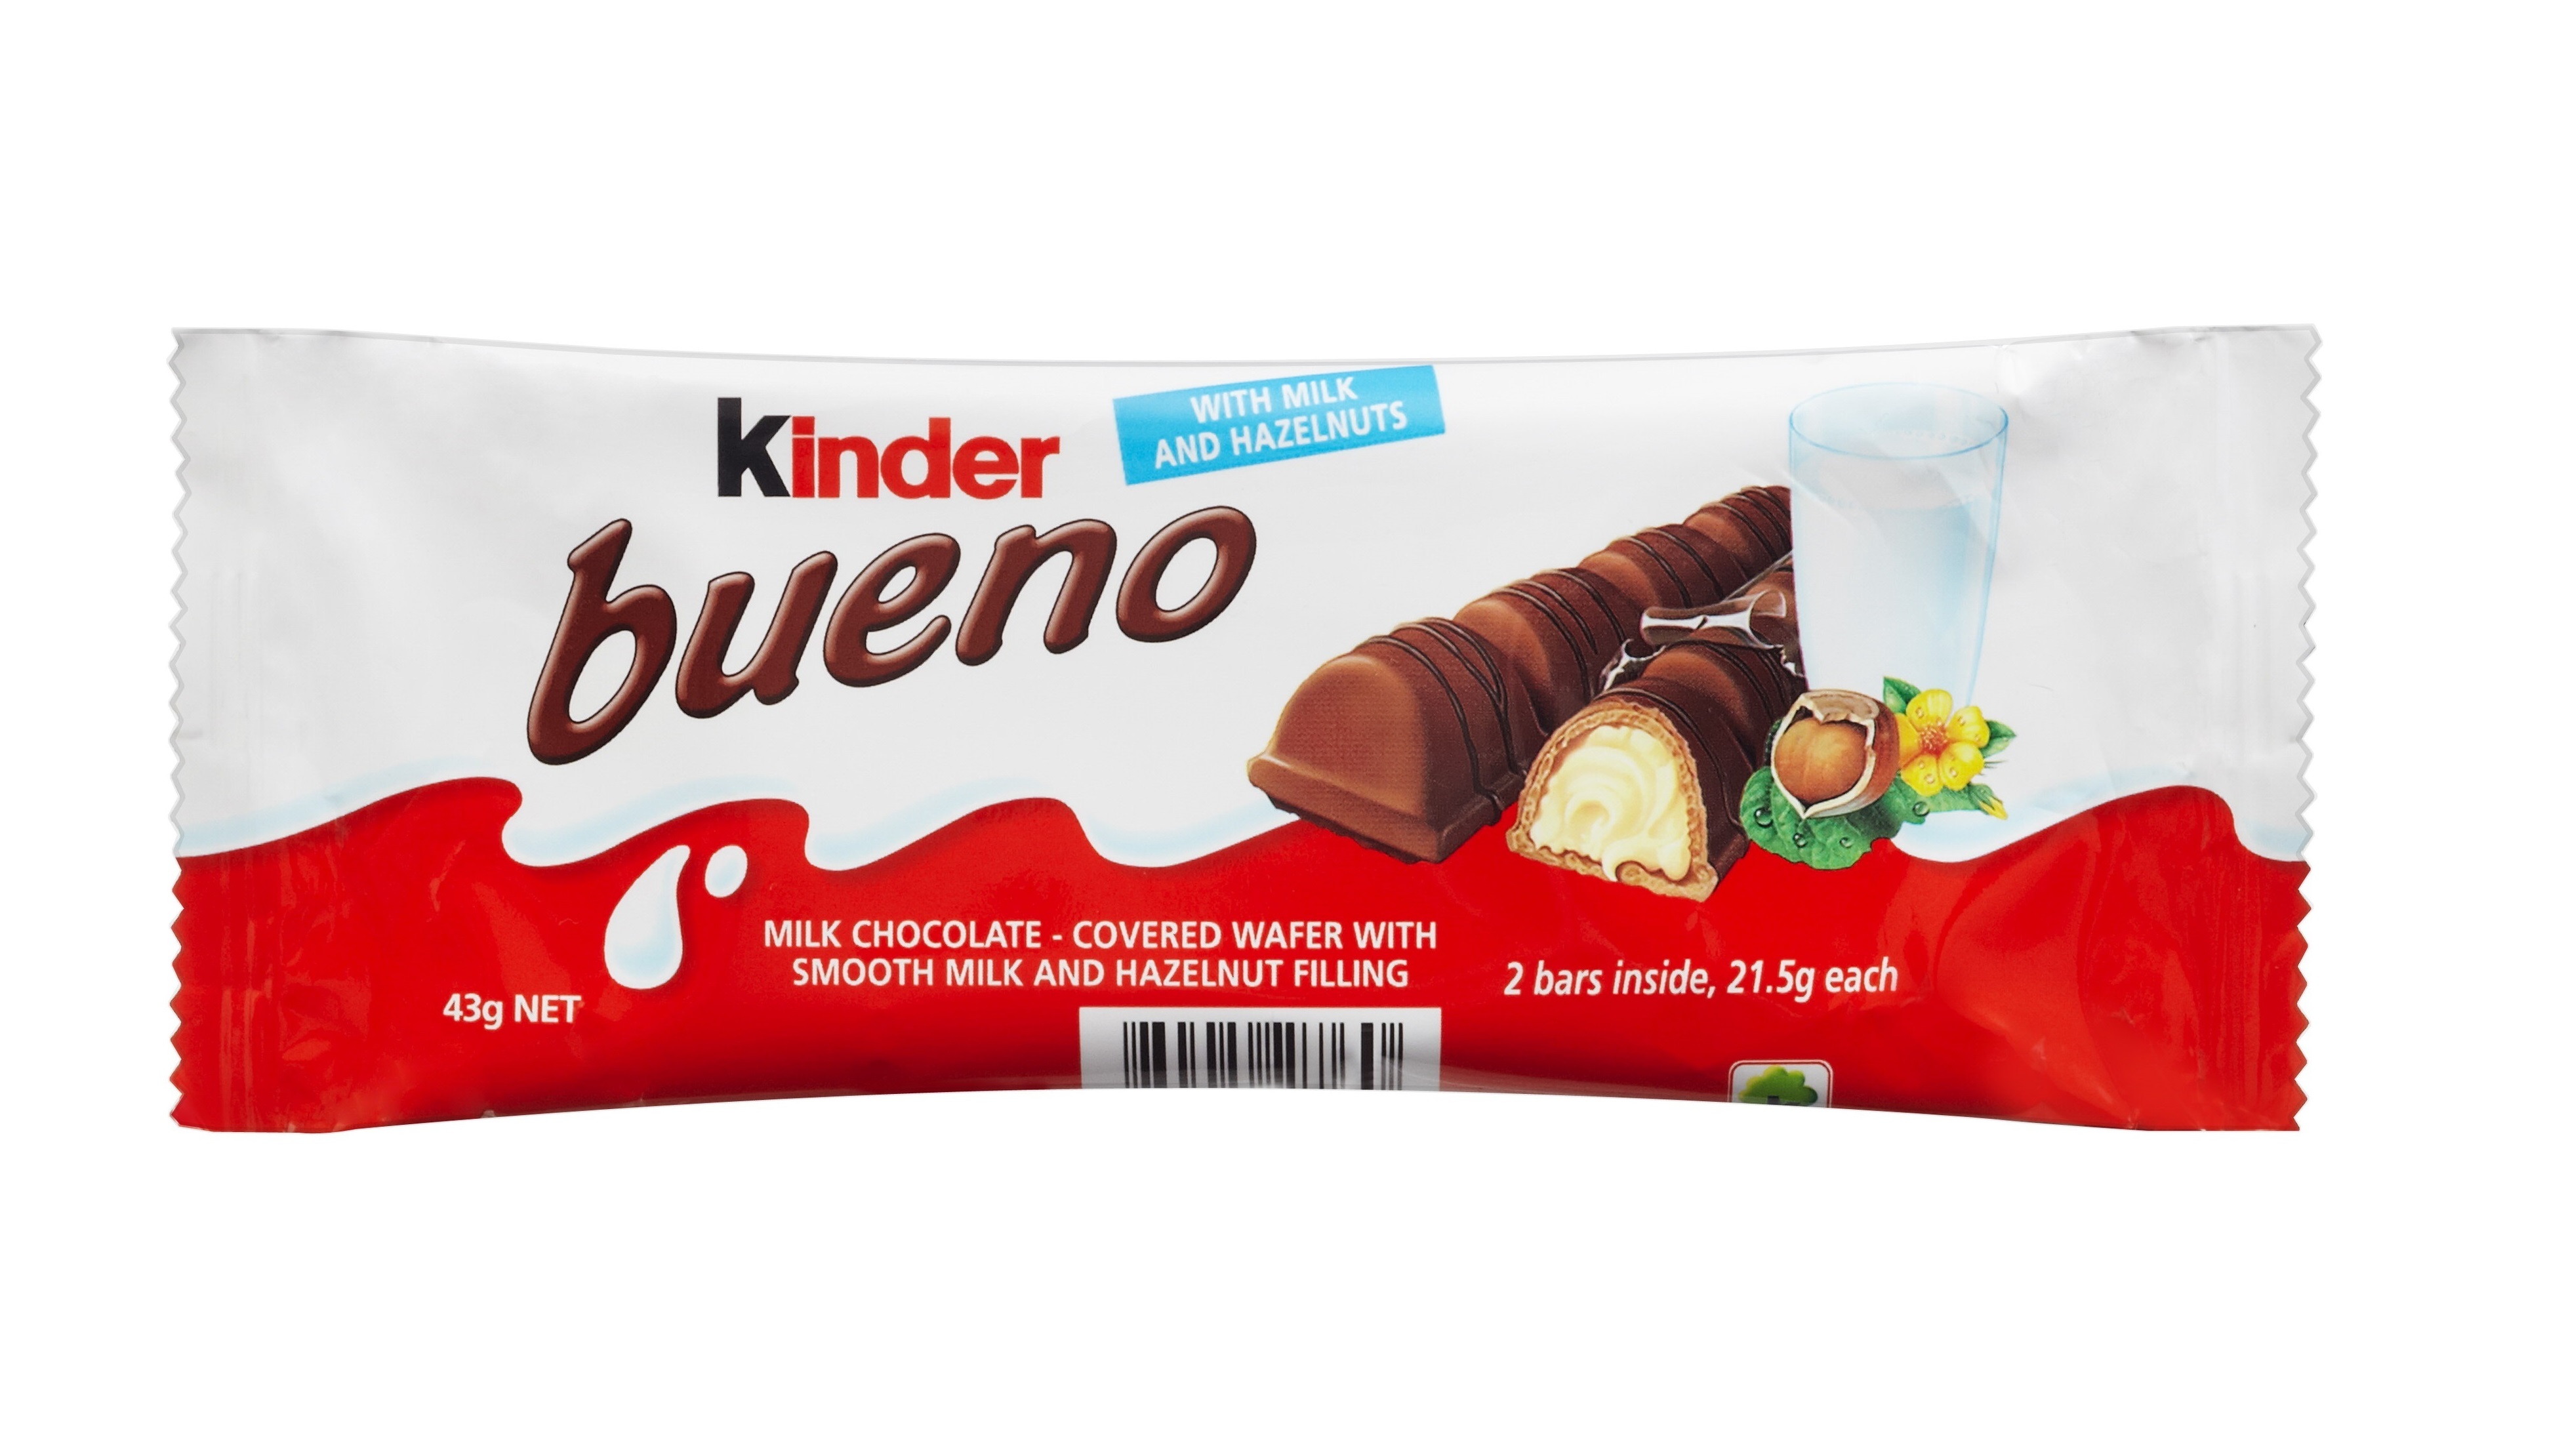 Kinder
bueno
WITH MILK
AND HAZELNUTS
MILK CHOCOLATE - COVERED WAFER WITH
SMOOTH MILK AND HAZELNUT FILLING
2 bars inside, 21.5g each
43g NET